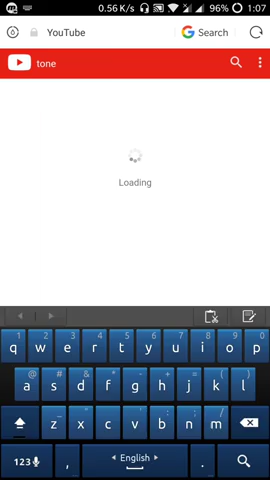 0.56 K/s 96% 1:07
YouTube Search
tone
Loading
1 2 3 4 5 6 7 8 9 0
q w e r t y u i o p
@ # & * - + = ( )
a s d f g h j k l
z x c v b n m
123 , English .